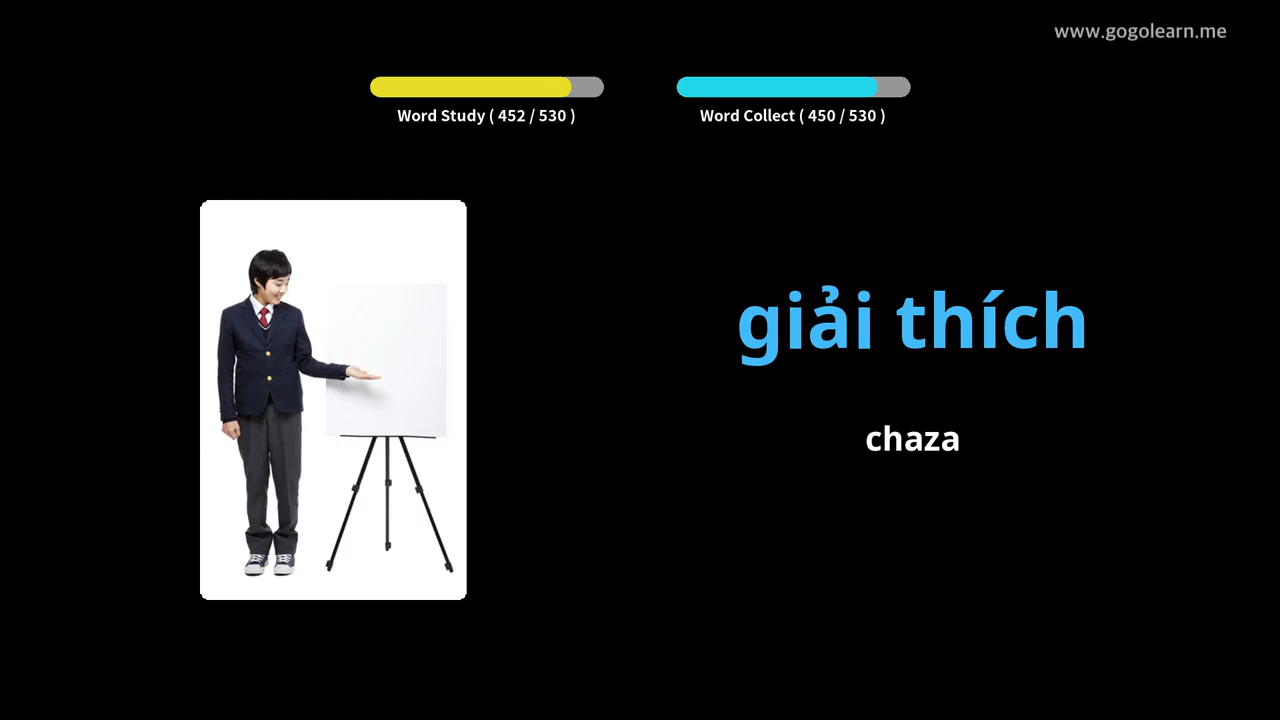 www.gogolearn.me
Word Study ( 452 / 530 )
Word Collect ( 450 / 530 )
giải thích
chaza